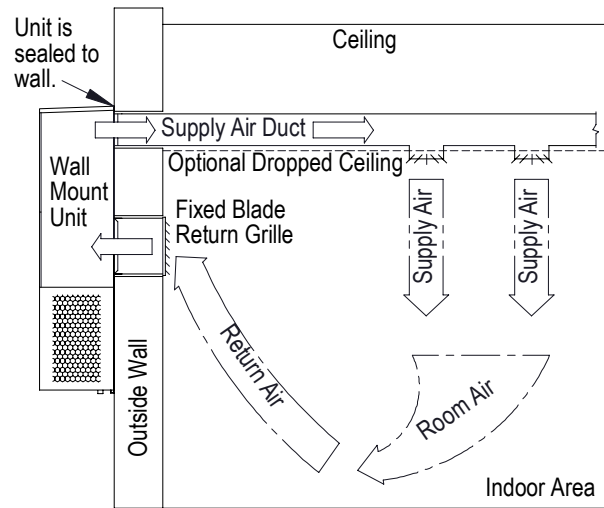 Unit is
sealed to
wall.
Ceiling
Supply Air Duct
Optional Dropped Ceiling
Wall
Mount
Unit
Fixed Blade
Return Grille
Supply Air
Supply Air
Return Air
Room Air
Outside Wall
Indoor Area